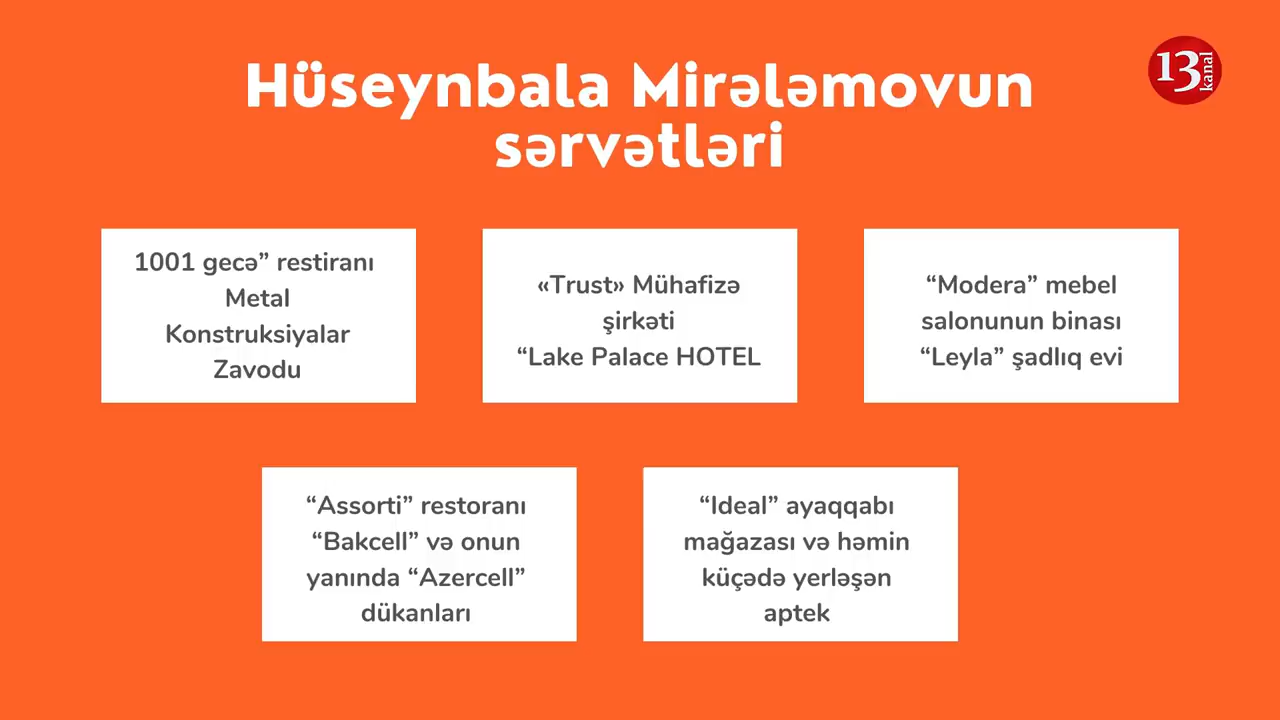 Hüseynbala Mirələmovun
sərvətləri
13
kanal
1001 gecə” restiranı
Metal
Konstruksiyalar
Zavodu
«Trust» Mühafizə
şirkəti
“Lake Palace HOTEL
“Modera” mebel
salonunun binası
“Leyla” şadlıq evi
“Assorti” restoranı
“Bakcell” və onun
yanında “Azercell”
dükanları
“Ideal” ayaqqabı
mağazası və həmin
küçədə yerləşən
aptek